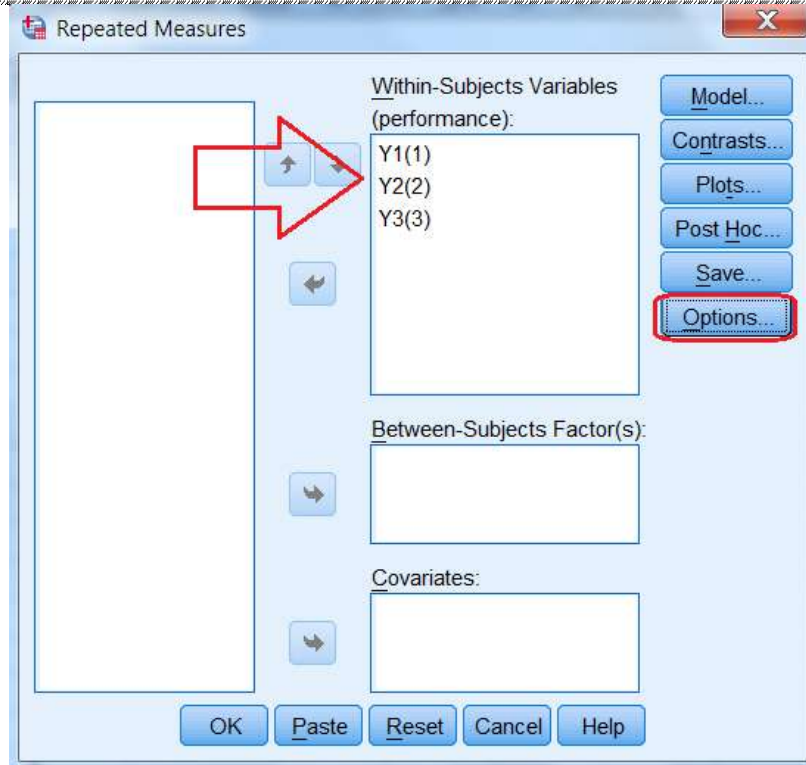 Repeated Measures
Within-Subjects Variables
(performance):
Y1(1)
Y2(2)
Y3(3)
Model...
Contrasts...
Plots...
Post Hoc...
Save...
Options...
Between-Subjects Factor(s):
Covariates:
OK
Paste
Reset
Cancel
Help